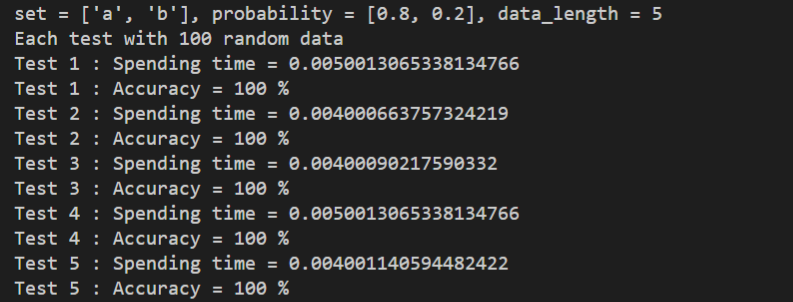 set = ['a', 'b'], probability = [0.8, 0.2], data_length = 5
Each test with 100 random data
Test 1 : Spending time = 0.0050013065338134766
Test 1 : Accuracy = 100 %
Test 2 : Spending time = 0.004000663757324219
Test 2 : Accuracy = 100 %
Test 3 : Spending time = 0.00400090217590332
Test 3 : Accuracy = 100 %
Test 4 : Spending time = 0.0050013065338134766
Test 4 : Accuracy = 100 %
Test 5 : Spending time = 0.004001140594482422
Test 5 : Accuracy = 100 %